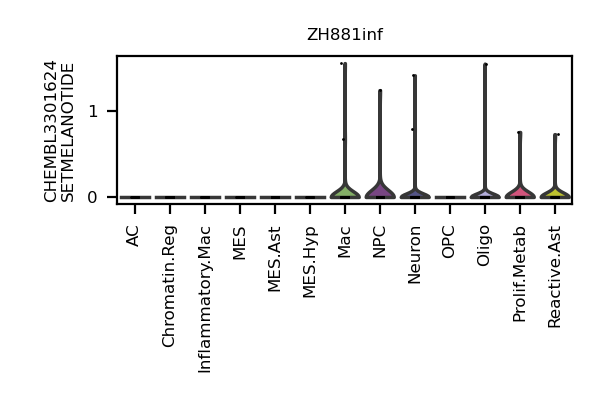 ZH881inf
CHEMBL3301624
SETMELANOTIDE
1
0
AC
Chromatin.Reg
Inflammatory.Mac
MES
MES.Ast
MES.Hyp
Mac
NPC
Neuron
OPC
Oligo
Prolif.Metab
Reactive.Ast